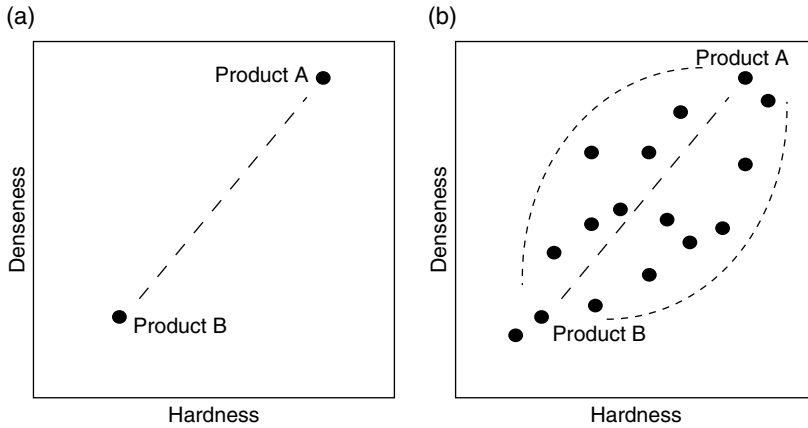 (a)
Product A
Product B
Denseness
Hardness
(b)
Product A
Product B
Denseness
Hardness